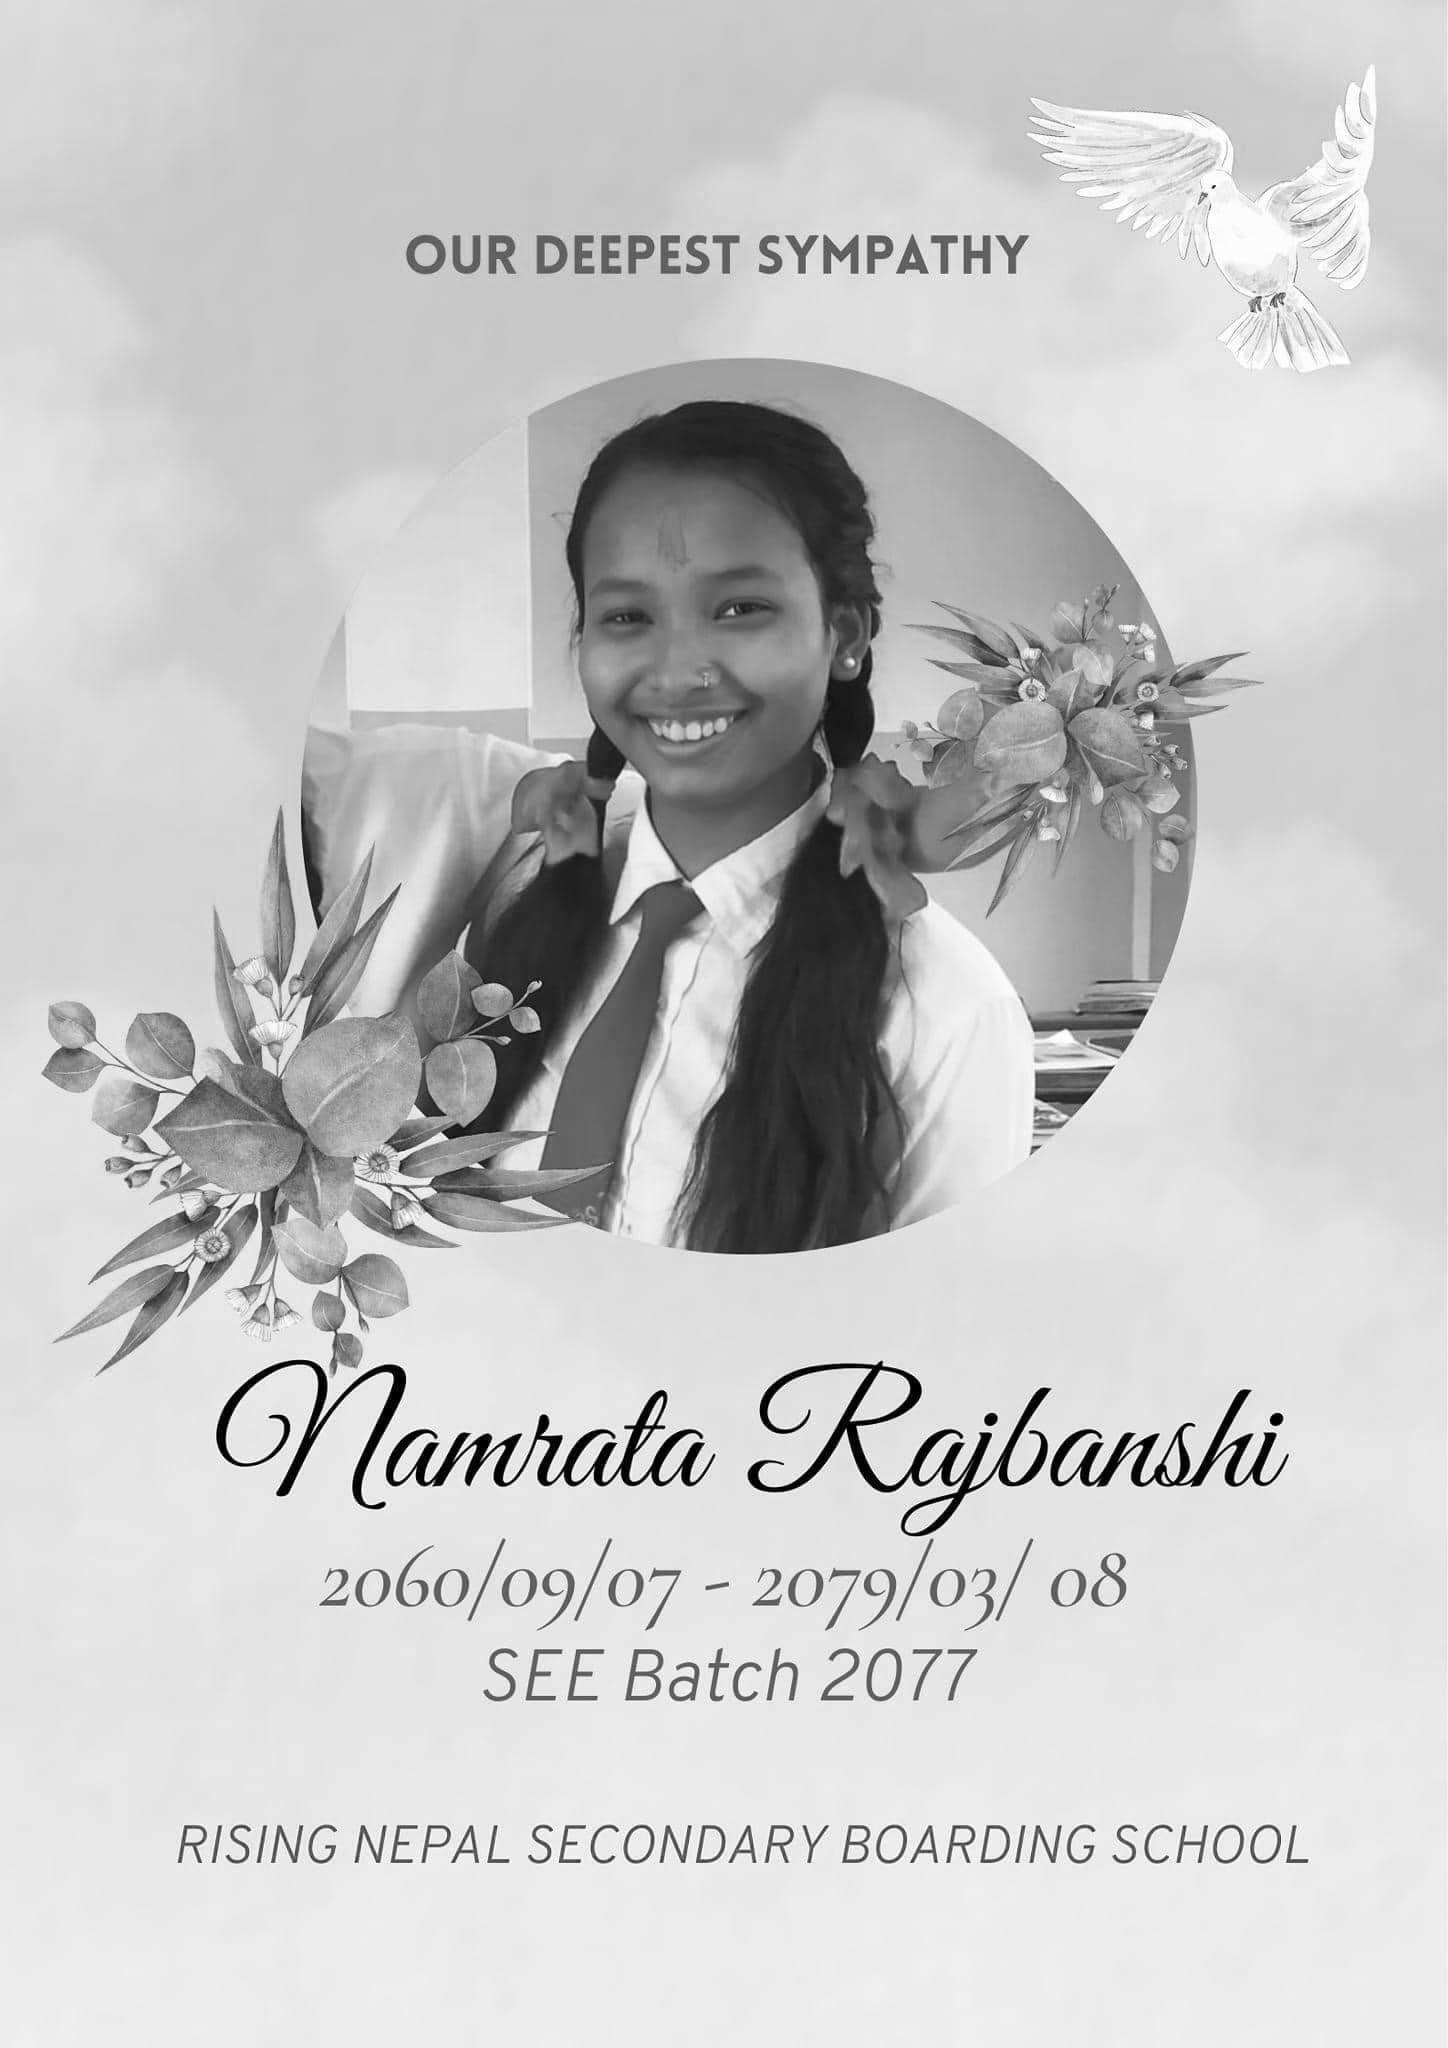 OUR DEEPEST SYMPATHY
Namrata Rajbanshi
2060/09/07 - 2079/03/ 08
SEE Batch 2077
RISING NEPAL SECONDARY BOARDING SCHOOL